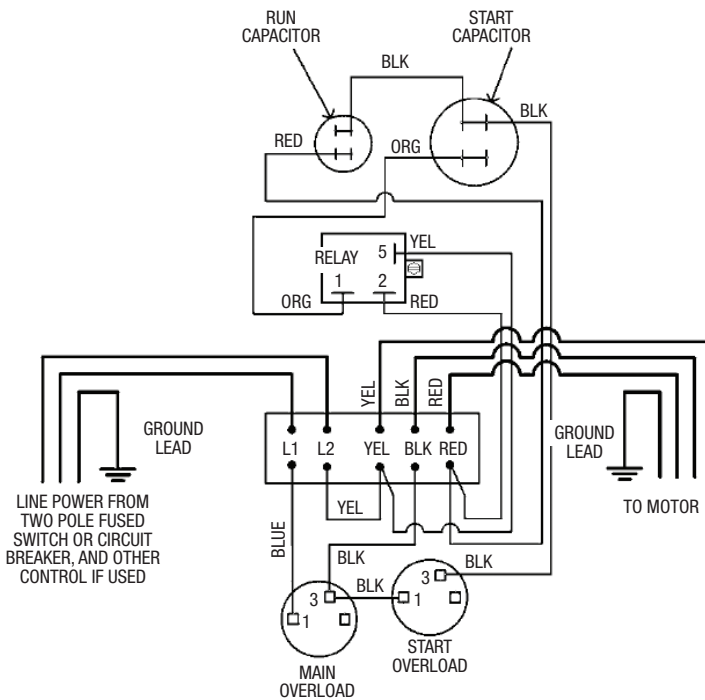 RUN
CAPACITOR
START
CAPACITOR
BLK
BLK
RED
ORG
YEL
RELAY 5
1 2
ORG
RED
YEL
BLK
RED
GROUND
LEAD
L1 L2 YEL BLK RED
GROUND
LEAD
LINE POWER FROM
TWO POLE FUSED
SWITCH OR CIRCUIT
BREAKER, AND OTHER
CONTROL IF USED
TO MOTOR
YEL
BLUE
BLK
BLK
BLK
3
1
3
1
START
OVERLOAD
MAIN
OVERLOAD